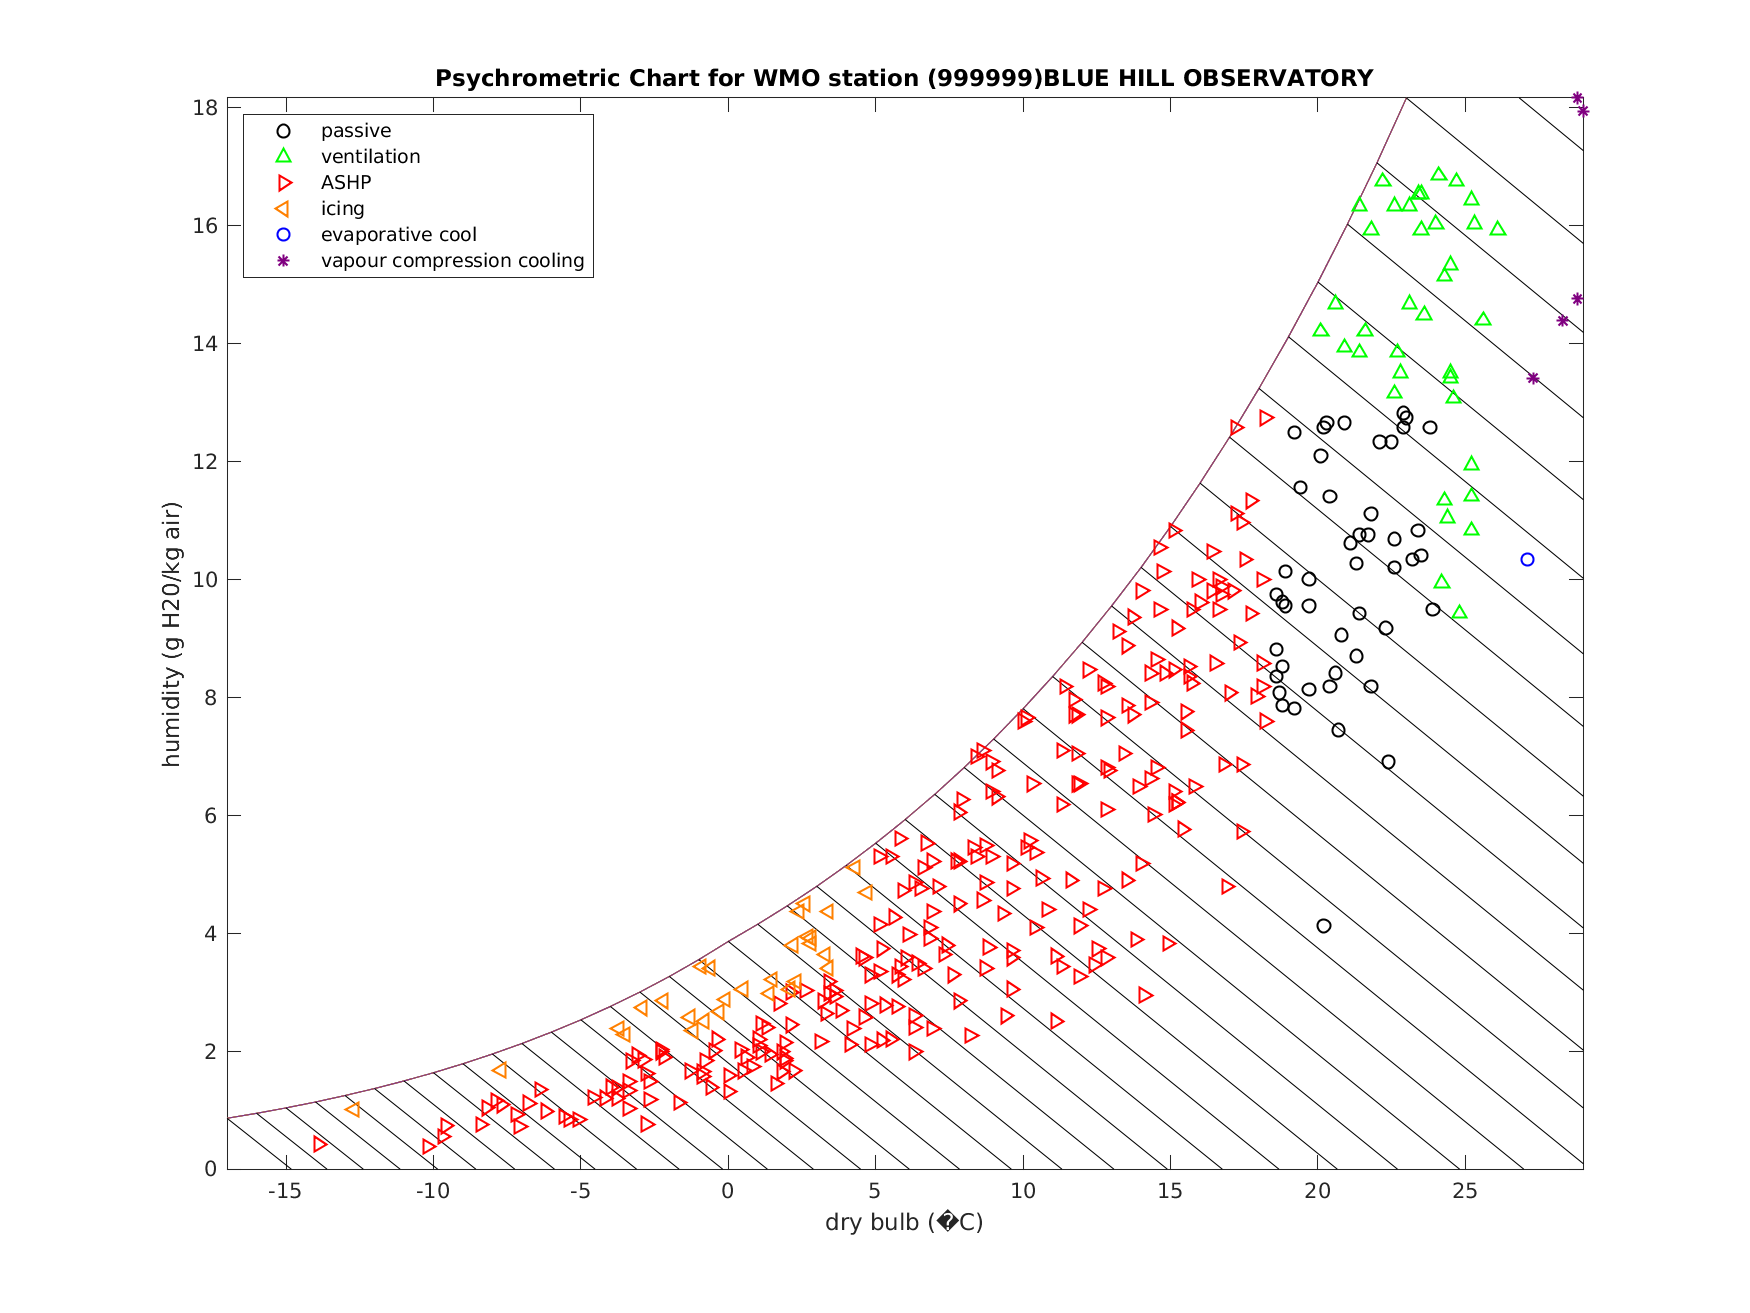 Psychrometric Chart for WMO station (999999)BLUE HILL OBSERVATORY
18
16
14
12
10
8
6
4
2
0
humidity (g H20/kg air)
passive
ventilation
ASHP
icing
evaporative cool
vapour compression cooling
-15 -10 -5 0 5 10 15 20 25
dry bulb (�C)